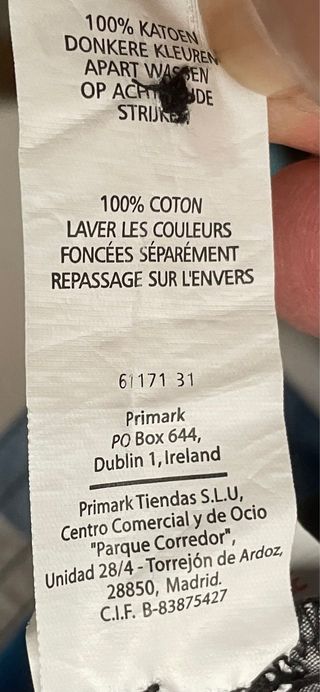 100% KATOEN
DONKERE KLEUREN
APART WASSEN
OP
STRIJKEN
100% COTON
LAVER LES COULEURS
FONCÉES SÉPARÉMENT
REPASSAGE SUR L'ENVERS
61171 31
Primark
PO Box 644,
Dublin 1, Ireland
Primark Tiendas S.L.U,
Centro Comercial y de Ocio
"Parque Corredor",
Unidad 28/4 - Torrejón de Ardoz,
28850, Madrid.
C.I.F. B-83875427